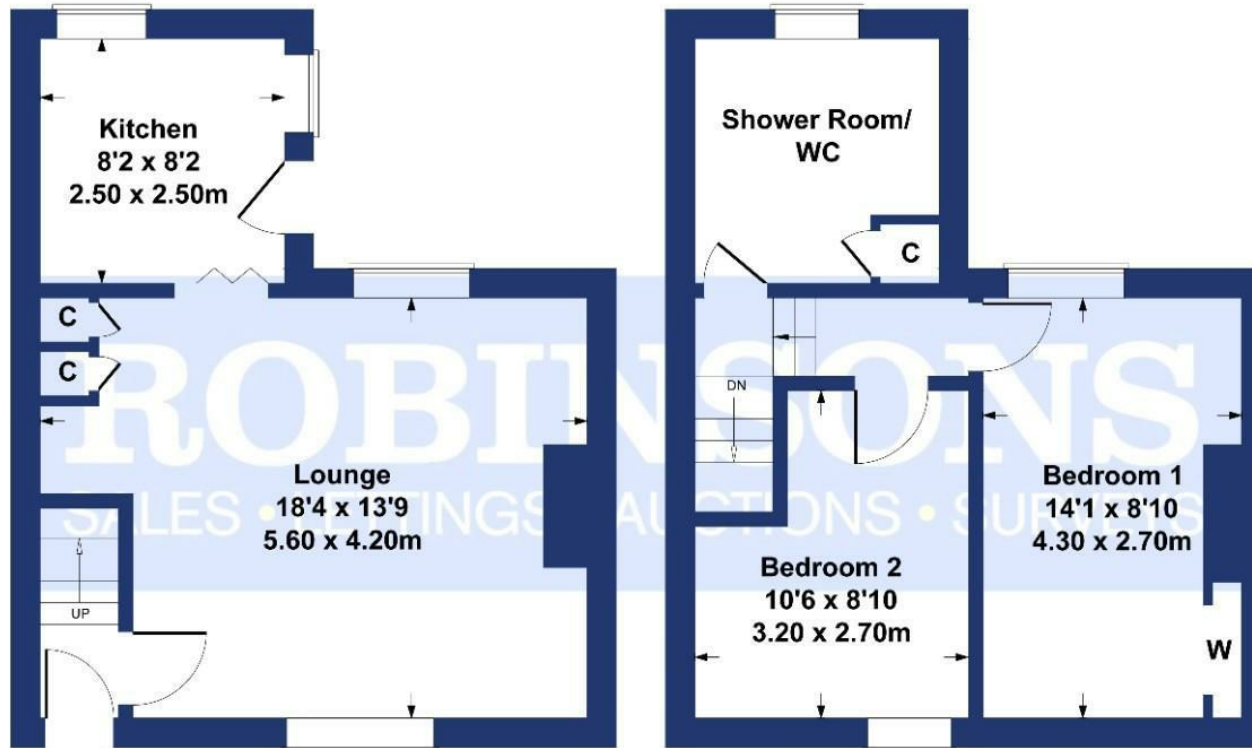 Kitchen
8'2 x 8'2
2.50 x 2.50m
C
C
Lounge
18'4 x 13'9
5.60 x 4.20m
UP
Shower Room/
WC
C
DN
Bedroom 1
14'1 x 8'10
4.30 x 2.70m
Bedroom 2
10'6 x 8'10
3.20 x 2.70m
W
ROBINSONS
SALES • LETTINGS • AUCTIONS • SURVEYS